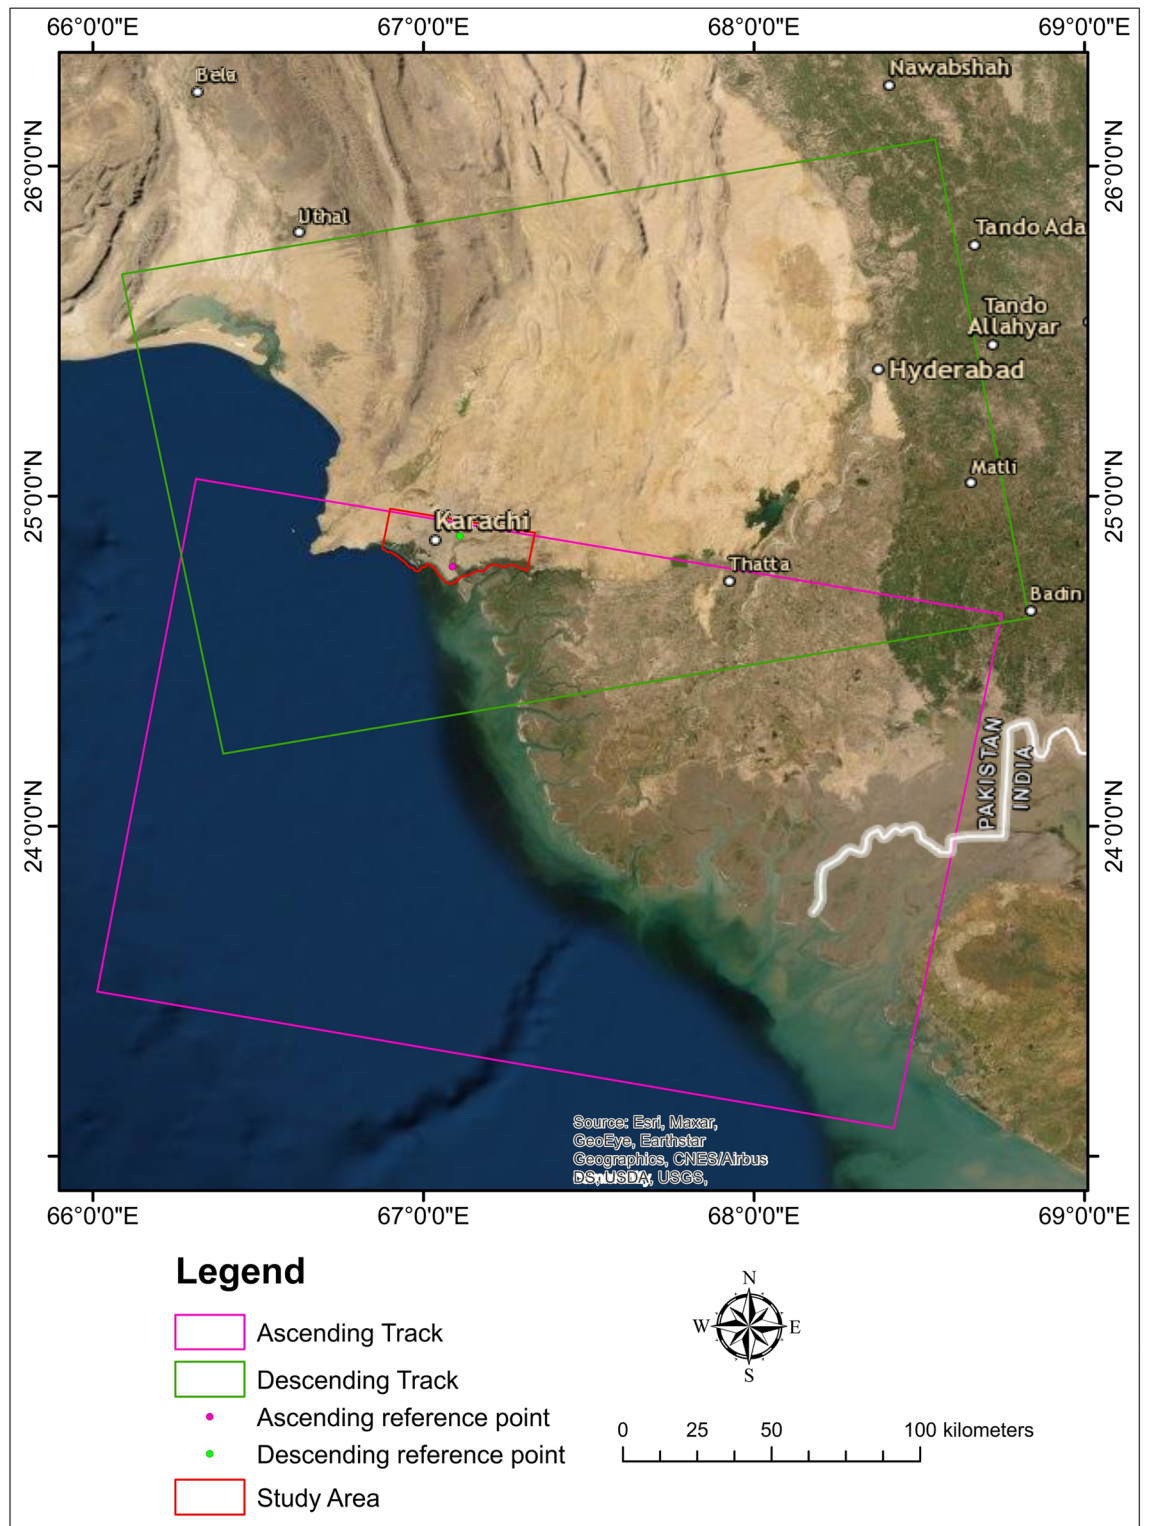 66°0'0"E 67°0'0"E 68°0'0"E 69°0'0"E
Bela
Nawabshah
26°0'0"N
26°0'0"N
Uthal
Tando Ada
Tando
Allahyar
Hyderabad
25°0'0"N
25°0'0"N
Matli
Karachi
Thatta
Badin
PAKISTAN
INDIA
24°0'0"N
24°0'0"N
Source: Esri, Maxar,
GeoEye, Earthstar
Geographics, CNES/Airbus
DS, USDA, USGS,
66°0'0"E 67°0'0"E 68°0'0"E 69°0'0"E
Legend
Ascending Track
Descending Track
Ascending reference point
Descending reference point
Study Area
N
W E
S
0 25 50 100 kilometers